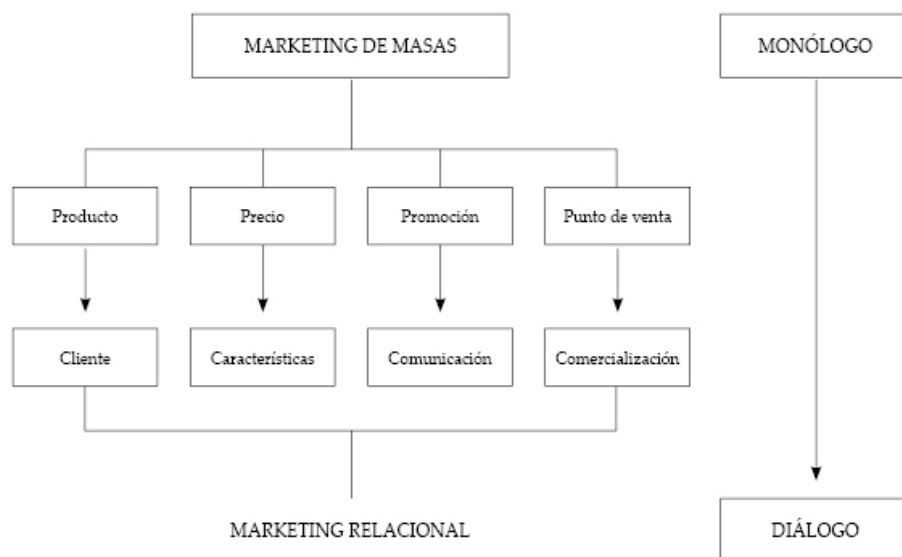 MARKETING DE MASAS
MONÓLOGO
Producto
Precio
Promoción
Punto de venta
Cliente
Características
Comunicación
Comercialización
MARKETING RELACIONAL
DIÁLOGO